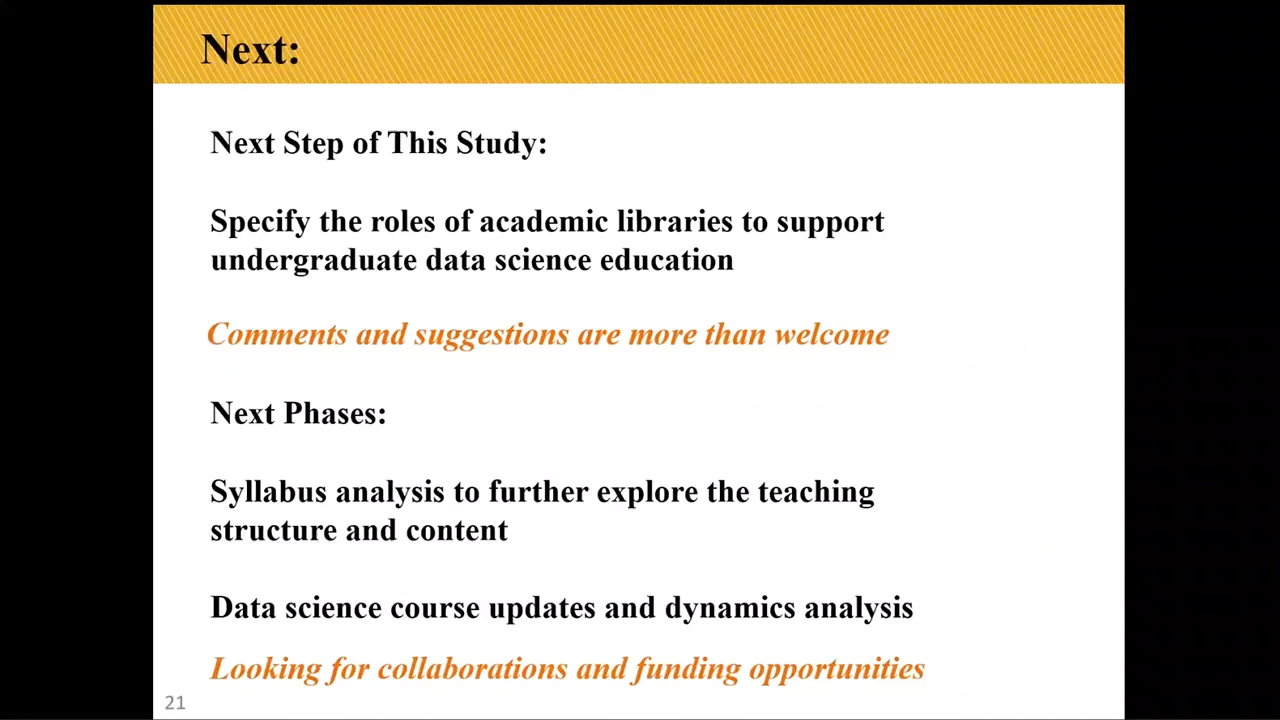 Next:
Next Step of This Study:
Specify the roles of academic libraries to support
undergraduate data science education
Comments and suggestions are more than welcome
Next Phases:
Syllabus analysis to further explore the teaching
structure and content
Data science course updates and dynamics analysis
Looking for collaborations and funding opportunities
21